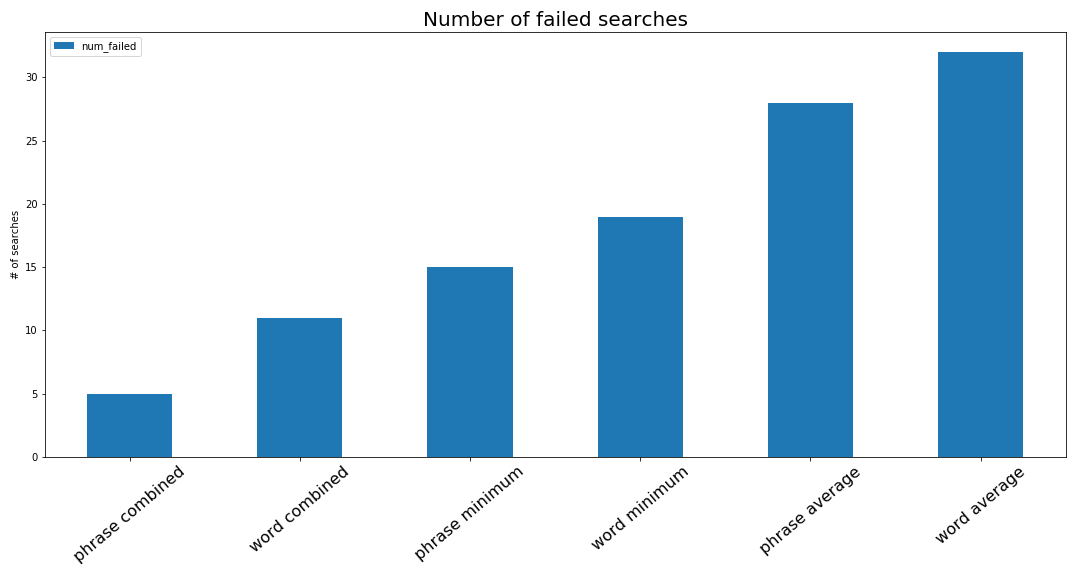 Number of failed searches
num_failed
# of searches
30
25
20
15
10
5
0
phrase combined
word combined
phrase minimum
word minimum
phrase average
word average